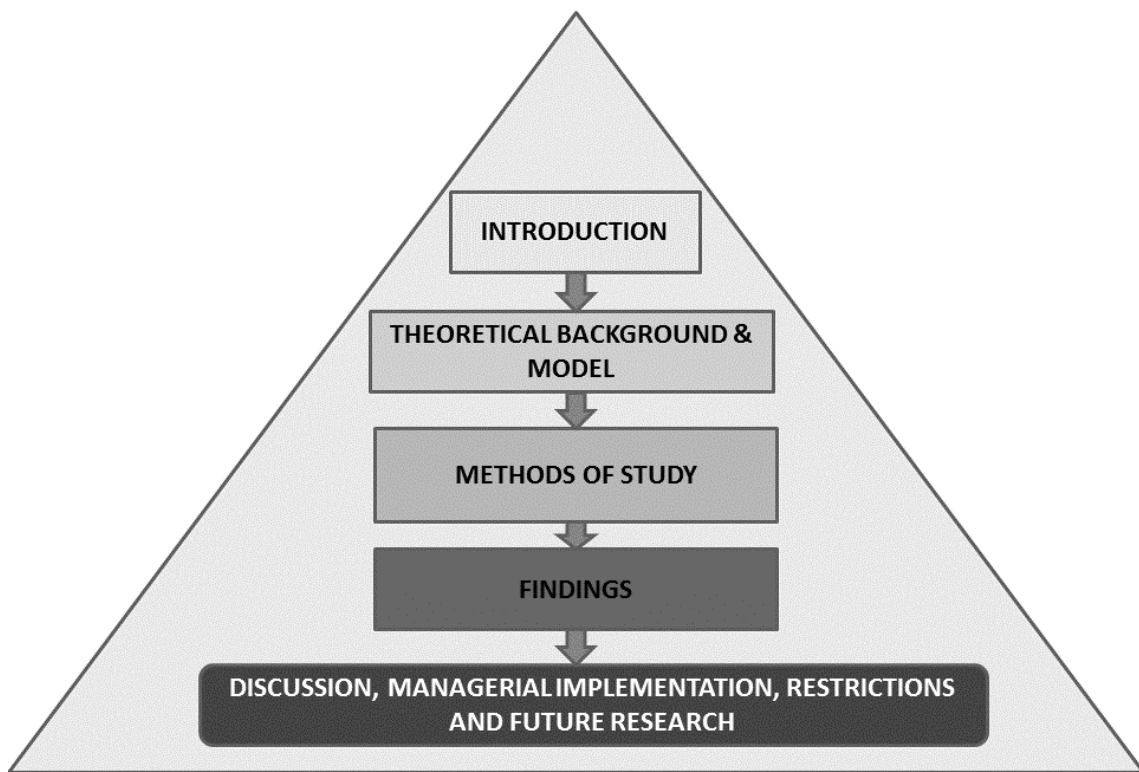 INTRODUCTION
THEORETICAL BACKGROUND &
MODEL
METHODS OF STUDY
FINDINGS
DISCUSSION, MANAGERIAL IMPLEMENTATION, RESTRICTIONS
AND FUTURE RESEARCH